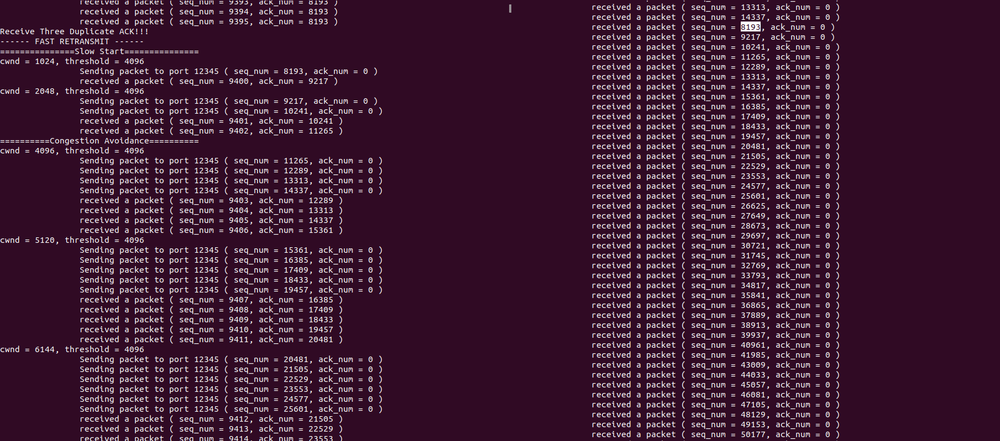 received a packet ( seq_num = 9393, ack_num = 8193 )
received a packet ( seq_num = 9394, ack_num = 8193 )
received a packet ( seq_num = 9395, ack_num = 8193 )
Receive Three Duplicate ACK!!!
------ FAST RETRANSMIT ------
===============Slow Start===============
cwnd = 1024, threshold = 4096
Sending packet to port 12345 ( seq_num = 8193, ack_num = 0 )
received a packet ( seq_num = 9400, ack_num = 9217 )
cwnd = 2048, threshold = 4096
Sending packet to port 12345 ( seq_num = 9217, ack_num = 0 )
Sending packet to port 12345 ( seq_num = 10241, ack_num = 0 )
received a packet ( seq_num = 9401, ack_num = 10241 )
received a packet ( seq_num = 9402, ack_num = 11265 )
==========Congestion Avoidance==========
cwnd = 4096, threshold = 4096
Sending packet to port 12345 ( seq_num = 11265, ack_num = 0 )
Sending packet to port 12345 ( seq_num = 12289, ack_num = 0 )
Sending packet to port 12345 ( seq_num = 13313, ack_num = 0 )
Sending packet to port 12345 ( seq_num = 14337, ack_num = 0 )
received a packet ( seq_num = 9403, ack_num = 12289 )
received a packet ( seq_num = 9404, ack_num = 13313 )
received a packet ( seq_num = 9405, ack_num = 14337 )
received a packet ( seq_num = 9406, ack_num = 15361 )
cwnd = 5120, threshold = 4096
Sending packet to port 12345 ( seq_num = 15361, ack_num = 0 )
Sending packet to port 12345 ( seq_num = 16385, ack_num = 0 )
Sending packet to port 12345 ( seq_num = 17409, ack_num = 0 )
Sending packet to port 12345 ( seq_num = 18433, ack_num = 0 )
Sending packet to port 12345 ( seq_num = 19457, ack_num = 0 )
received a packet ( seq_num = 9407, ack_num = 16385 )
received a packet ( seq_num = 9408, ack_num = 17409 )
received a packet ( seq_num = 9409, ack_num = 18433 )
received a packet ( seq_num = 9410, ack_num = 19457 )
received a packet ( seq_num = 9411, ack_num = 20481 )
cwnd = 6144, threshold = 4096
Sending packet to port 12345 ( seq_num = 20481, ack_num = 0 )
Sending packet to port 12345 ( seq_num = 21505, ack_num = 0 )
Sending packet to port 12345 ( seq_num = 22529, ack_num = 0 )
Sending packet to port 12345 ( seq_num = 23553, ack_num = 0 )
Sending packet to port 12345 ( seq_num = 24577, ack_num = 0 )
Sending packet to port 12345 ( seq_num = 25601, ack_num = 0 )
received a packet ( seq_num = 9412, ack_num = 21505 )
received a packet ( seq_num = 9413, ack_num = 22529 )
received a packet ( seq_num = 9414, ack_num = 23553 )
received a packet ( seq_num = 13313, ack_num = 0 )
received a packet ( seq_num = 14337, ack_num = 0 )
received a packet ( seq_num = 8193, ack_num = 0 )
received a packet ( seq_num = 9217, ack_num = 0 )
received a packet ( seq_num = 10241, ack_num = 0 )
received a packet ( seq_num = 11265, ack_num = 0 )
received a packet ( seq_num = 12289, ack_num = 0 )
received a packet ( seq_num = 13313, ack_num = 0 )
received a packet ( seq_num = 14337, ack_num = 0 )
received a packet ( seq_num = 15361, ack_num = 0 )
received a packet ( seq_num = 16385, ack_num = 0 )
received a packet ( seq_num = 17409, ack_num = 0 )
received a packet ( seq_num = 18433, ack_num = 0 )
received a packet ( seq_num = 19457, ack_num = 0 )
received a packet ( seq_num = 20481, ack_num = 0 )
received a packet ( seq_num = 21505, ack_num = 0 )
received a packet ( seq_num = 22529, ack_num = 0 )
received a packet ( seq_num = 23553, ack_num = 0 )
received a packet ( seq_num = 24577, ack_num = 0 )
received a packet ( seq_num = 25601, ack_num = 0 )
received a packet ( seq_num = 26625, ack_num = 0 )
received a packet ( seq_num = 27649, ack_num = 0 )
received a packet ( seq_num = 28673, ack_num = 0 )
received a packet ( seq_num = 29697, ack_num = 0 )
received a packet ( seq_num = 30721, ack_num = 0 )
received a packet ( seq_num = 31745, ack_num = 0 )
received a packet ( seq_num = 32769, ack_num = 0 )
received a packet ( seq_num = 33793, ack_num = 0 )
received a packet ( seq_num = 34817, ack_num = 0 )
received a packet ( seq_num = 35841, ack_num = 0 )
received a packet ( seq_num = 36865, ack_num = 0 )
received a packet ( seq_num = 37889, ack_num = 0 )
received a packet ( seq_num = 38913, ack_num = 0 )
received a packet ( seq_num = 39937, ack_num = 0 )
received a packet ( seq_num = 40961, ack_num = 0 )
received a packet ( seq_num = 41985, ack_num = 0 )
received a packet ( seq_num = 43009, ack_num = 0 )
received a packet ( seq_num = 44033, ack_num = 0 )
received a packet ( seq_num = 45057, ack_num = 0 )
received a packet ( seq_num = 46081, ack_num = 0 )
received a packet ( seq_num = 47105, ack_num = 0 )
received a packet ( seq_num = 48129, ack_num = 0 )
received a packet ( seq_num = 49153, ack_num = 0 )
received a packet ( seq_num = 50177, ack_num = 0 )